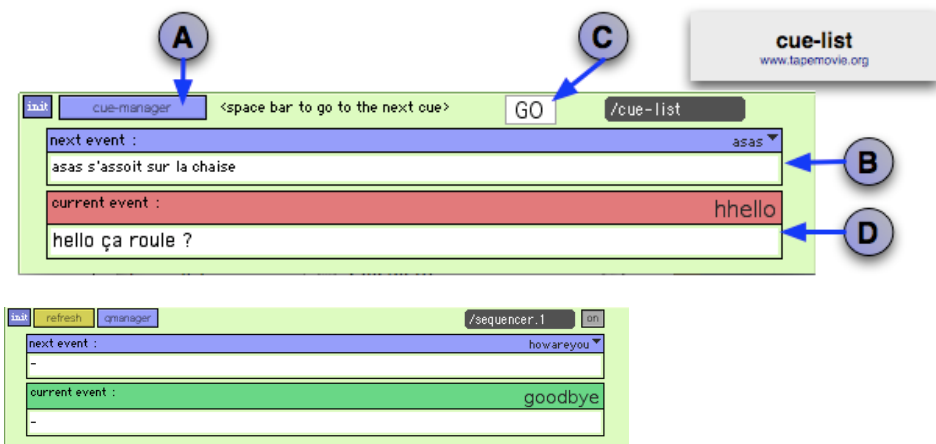 A
C
cue-list
www.tapemovie.org
init cue-manager <space bar to go to the next cue> GO /cue-list
next event : asas
asas s'assoit sur la chaise
B
current event : hhello
hello ça roule ?
D
init refresh qmanager /sequencer.1 on
next event : howareyou
-
current event : goodbye
-